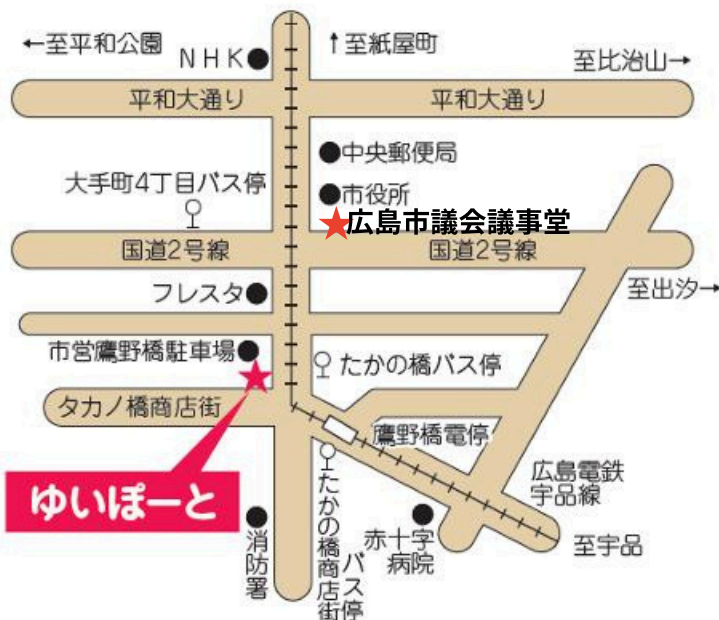 ←至平和公園
NHK
↑至紙屋町
至比治山→
平和大通り
平和大通り
中央郵便局
大手町4丁目バス停
市役所
広島市議会議事堂
国道2号線
国道2号線
フレスタ
至出汐→
市営鷹野橋駐車場
たかの橋バス停
タカノ橋商店街
鷹野橋電停
ゆいぽーと
広島電鉄
宇品線
消防署
たかの橋商店街
バス停
赤十字
病院
至宇品